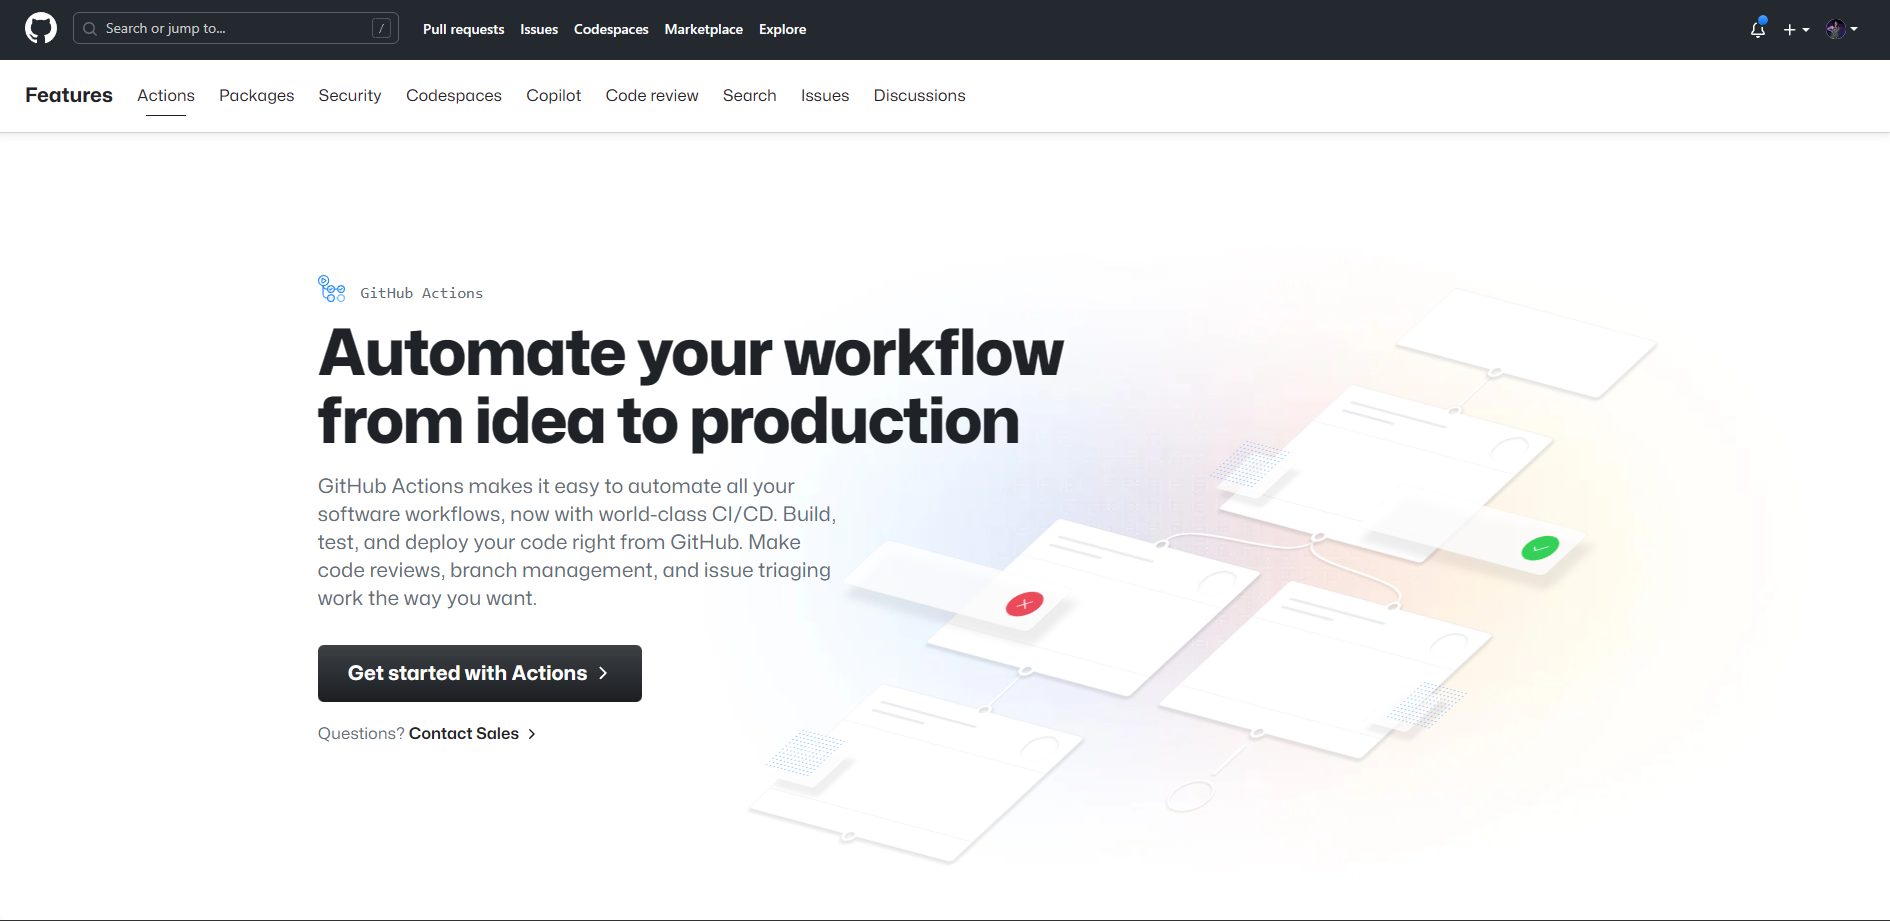 Search or jump to... /
Pull requests Issues Codespaces Marketplace Explore
Features Actions Packages Security Codespaces Copilot Code review Search Issues Discussions
GitHub Actions
Automate your workflow
from idea to production
GitHub Actions makes it easy to automate all your
software workflows, now with world-class CI/CD. Build,
test, and deploy your code right from GitHub. Make
code reviews, branch management, and issue triaging
work the way you want.
Get started with Actions
Questions? Contact Sales